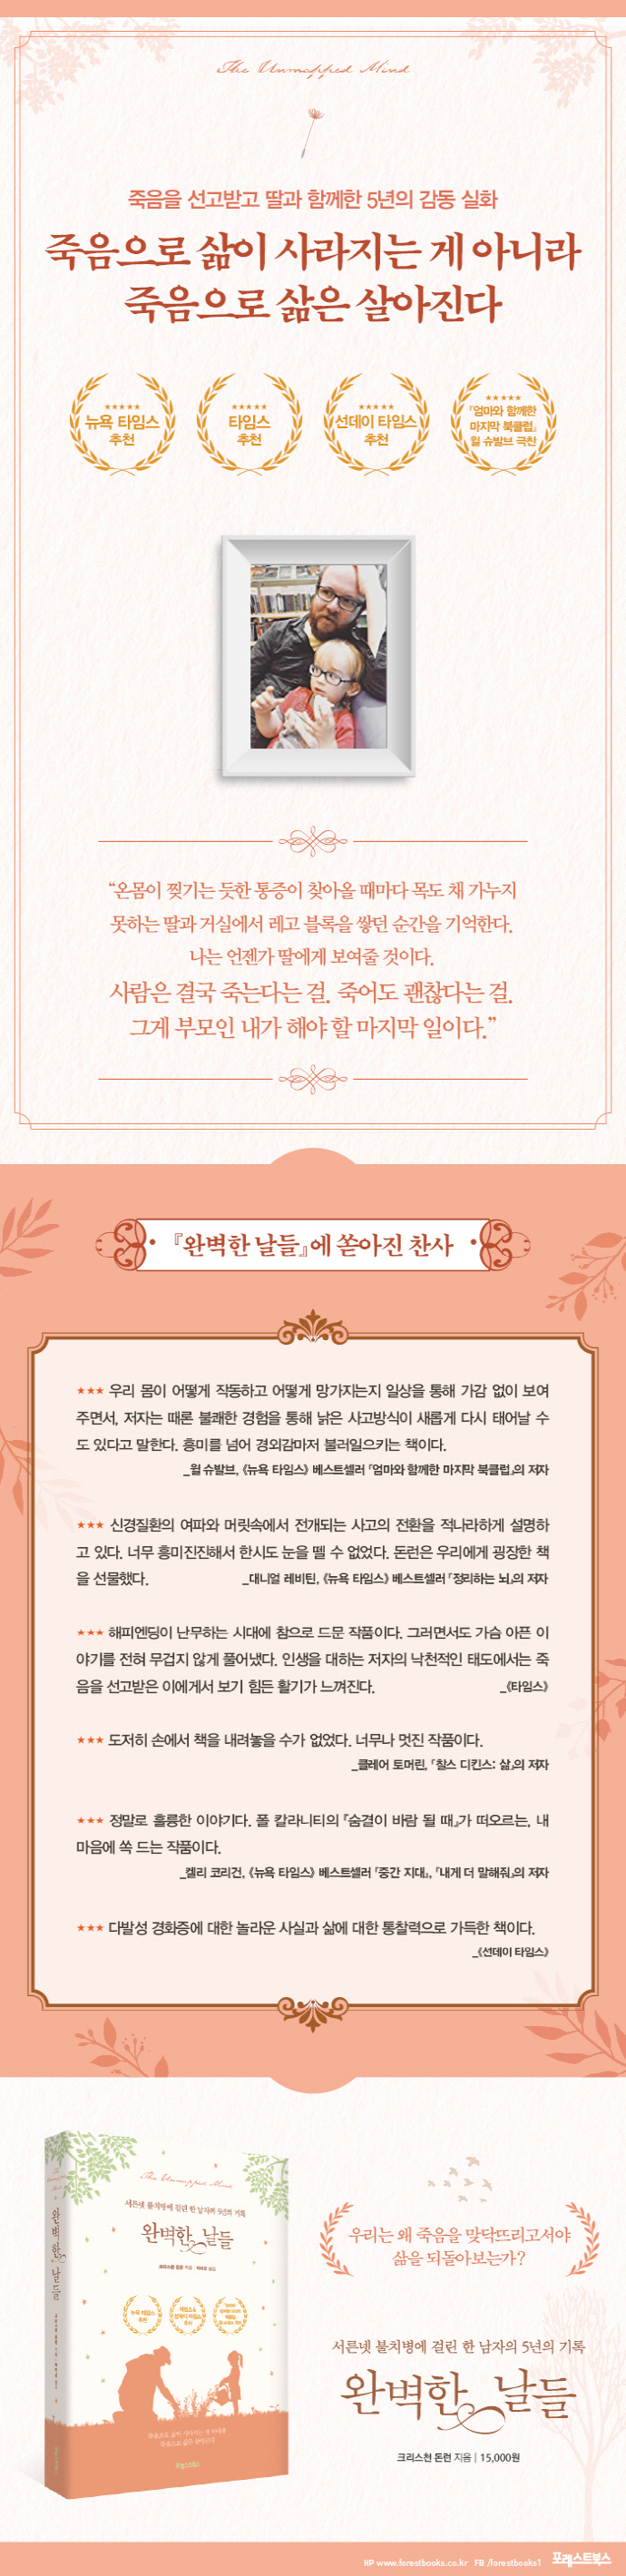 The Unmapped Mind
죽음을 선고받고 딸과 함께한 5년의 감동 실화
죽음으로 삶이 사라지는 게 아니라
죽음으로 삶은 살아진다
★★★★★
뉴욕 타임스
추천
★★★★★
타임스
추천
★★★★★
선데이 타임스
추천
★★★★★
『엄마와 함께한
마지막 북클럽』
윌 슈발브 극찬
“온몸이 찢기는 듯한 통증이 찾아올 때마다 목도 채 가누지
못하는 딸과 거실에서 레고 블록을 쌓던 순간을 기억한다.
나는 언젠가 딸에게 보여줄 것이다.
사람은 결국 죽는다는 걸. 죽어도 괜찮다는 걸.
그게 부모인 내가 해야 할 마지막 일이다.”
『완벽한 날들』에 쏟아진 찬사
★★★ 우리 몸이 어떻게 작동하고 어떻게 망가지는지 일상을 통해 가감 없이 보여
주면서, 저자는 때론 불쾌한 경험을 통해 낡은 사고방식이 새롭게 다시 태어날 수
도 있다고 말한다. 흥미를 넘어 경외감마저 불러일으키는 책이다.
_윌 슈발브, 《뉴욕 타임스》 베스트셀러 『엄마와 함께한 마지막 북클럽』의 저자
★★★ 신경질환의 여파와 머릿속에서 전개되는 사고의 전환을 적나라하게 설명하
고 있다. 너무 흥미진진해서 한시도 눈을 뗄 수 없었다. 돈런은 우리에게 굉장한 책
을 선물했다. _대니얼 레비틴, 《뉴욕 타임스》 베스트셀러 『정리하는 뇌』의 저자
★★★ 해피엔딩이 난무하는 시대에 참으로 드문 작품이다. 그러면서도 가슴 아픈 이
야기를 전혀 무겁지 않게 풀어냈다. 인생을 대하는 저자의 낙천적인 태도에서는 죽
음을 선고받은 이에게서 보기 힘든 활기가 느껴진다. _《타임스》
★★★ 도저히 손에서 책을 내려놓을 수가 없었다. 너무나 멋진 작품이다.
_클레어 토머린, 『찰스 디킨스: 삶』의 저자
★★★ 정말로 훌륭한 이야기다. 폴 칼라니티의 『숨결이 바람 될 때』가 떠오르는, 내
마음에 쏙 드는 작품이다.
_켈리 코리건, 《뉴욕 타임스》 베스트셀러 『중간 지대』, 『내게 더 말해줘』의 저자
★★★ 다발성 경화증에 대한 놀라운 사실과 삶에 대한 통찰력으로 가득한 책이다.
_《선데이 타임스》
The Unmapped Mind
서른넷 불치병에 걸린 한 남자의 5년의 기록
완벽한 날들
완벽한 날들
우리는 왜 죽음을 맞닥뜨리고서야
삶을 되돌아보는가?
서른넷 불치병에 걸린 한 남자의 5년의 기록
완벽한 날들
크리스천 돈런 지음 | 15,000원
HP www.forestbooks.co.kr FB /forestbooks1 포레스트북스